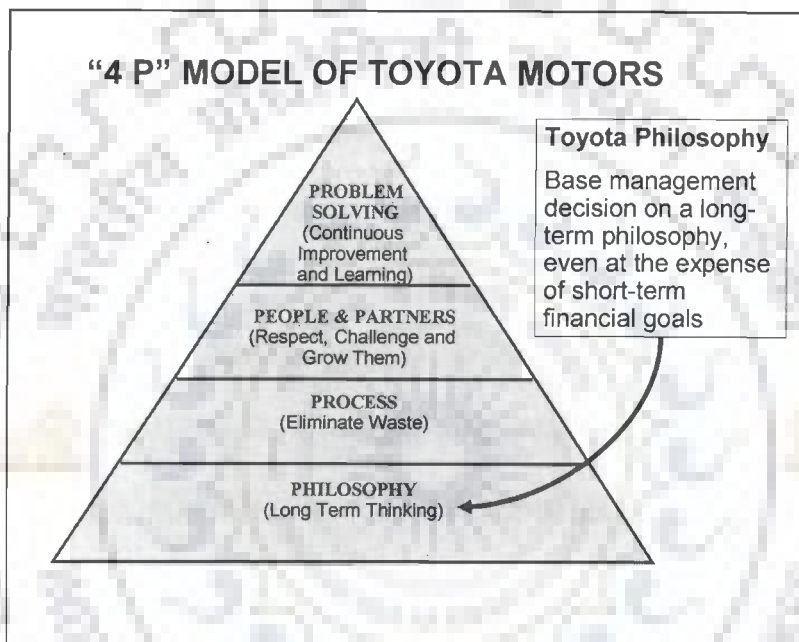 “4 P” MODEL OF TOYOTA MOTORS
PROBLEM
SOLVING
(Continuous
Improvement
and Learning)
PEOPLE & PARTNERS
(Respect, Challenge and
Grow Them)
PROCESS
(Eliminate Waste)
PHILOSOPHY
(Long Term Thinking)
Toyota Philosophy
Base management
decision on a long-
term philosophy,
even at the expense
of short-term
financial goals